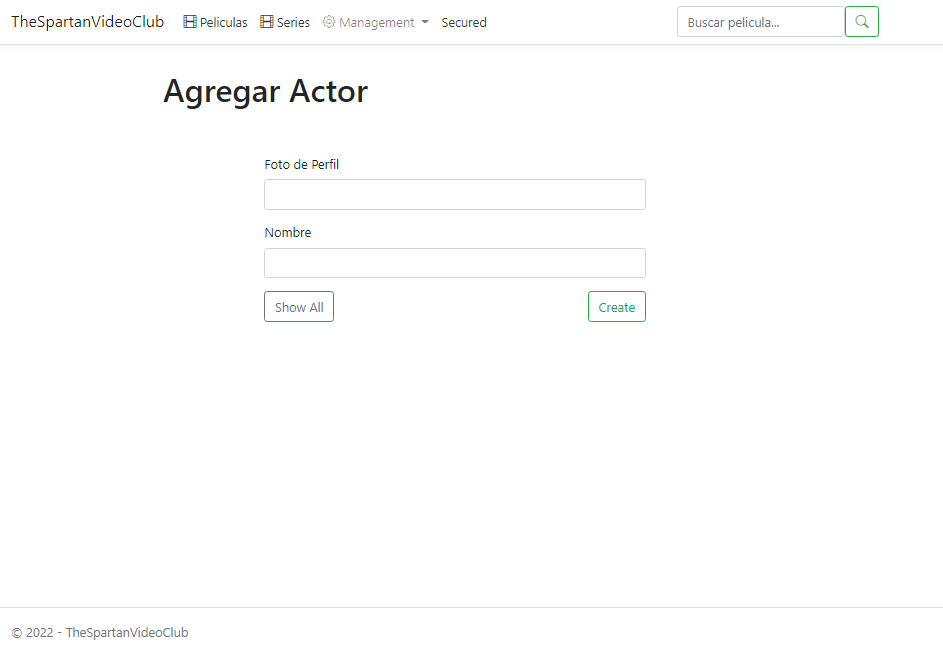 TheSpartanVideoClub Peliculas Series Management Secured Buscar pelicula...
Agregar Actor
Foto de Perfil
Nombre
Show All Create
© 2022 - TheSpartanVideoClub